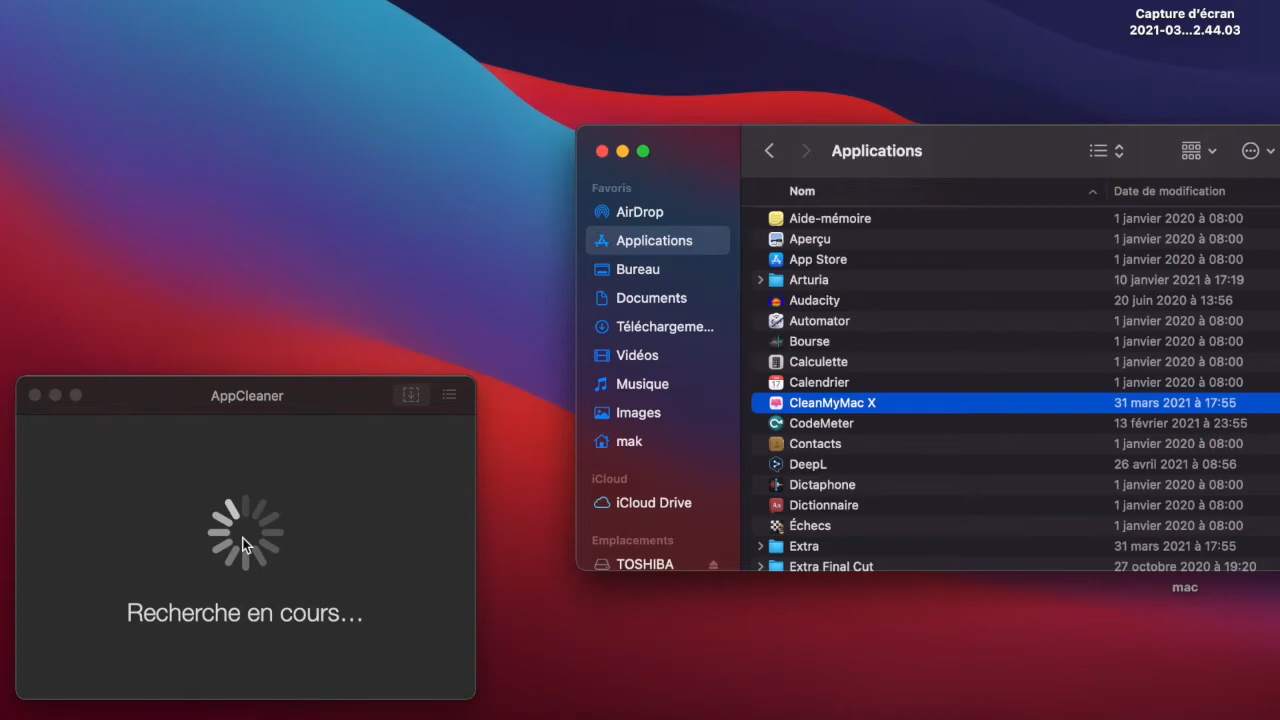 Capture d'écran
2021-03...2.44.03
Applications
Favoris
AirDrop
Applications
Bureau
Documents
Téléchargeme...
Vidéos
Musique
Images
mak
iCloud
iCloud Drive
Emplacements
TOSHIBA
Nom Date de modification
Aide-mémoire 1 janvier 2020 à 08:00
Aperçu 1 janvier 2020 à 08:00
App Store 1 janvier 2020 à 08:00
Arturia 10 janvier 2021 à 17:19
Audacity 20 juin 2020 à 13:56
Automator 1 janvier 2020 à 08:00
Bourse 1 janvier 2020 à 08:00
Calculette 1 janvier 2020 à 08:00
17
Calendrier 1 janvier 2020 à 08:00
CleanMyMac X 31 mars 2021 à 17:55
CodeMeter 13 février 2021 à 23:55
Contacts 1 janvier 2020 à 08:00
DeepL 26 avril 2021 à 08:56
Dictaphone 1 janvier 2020 à 08:00
Aa
Dictionnaire 1 janvier 2020 à 08:00
Échecs 1 janvier 2020 à 08:00
Extra 31 mars 2021 à 17:55
Extra Final Cut 27 octobre 2020 à 19:20
mac
AppCleaner
Recherche en cours...